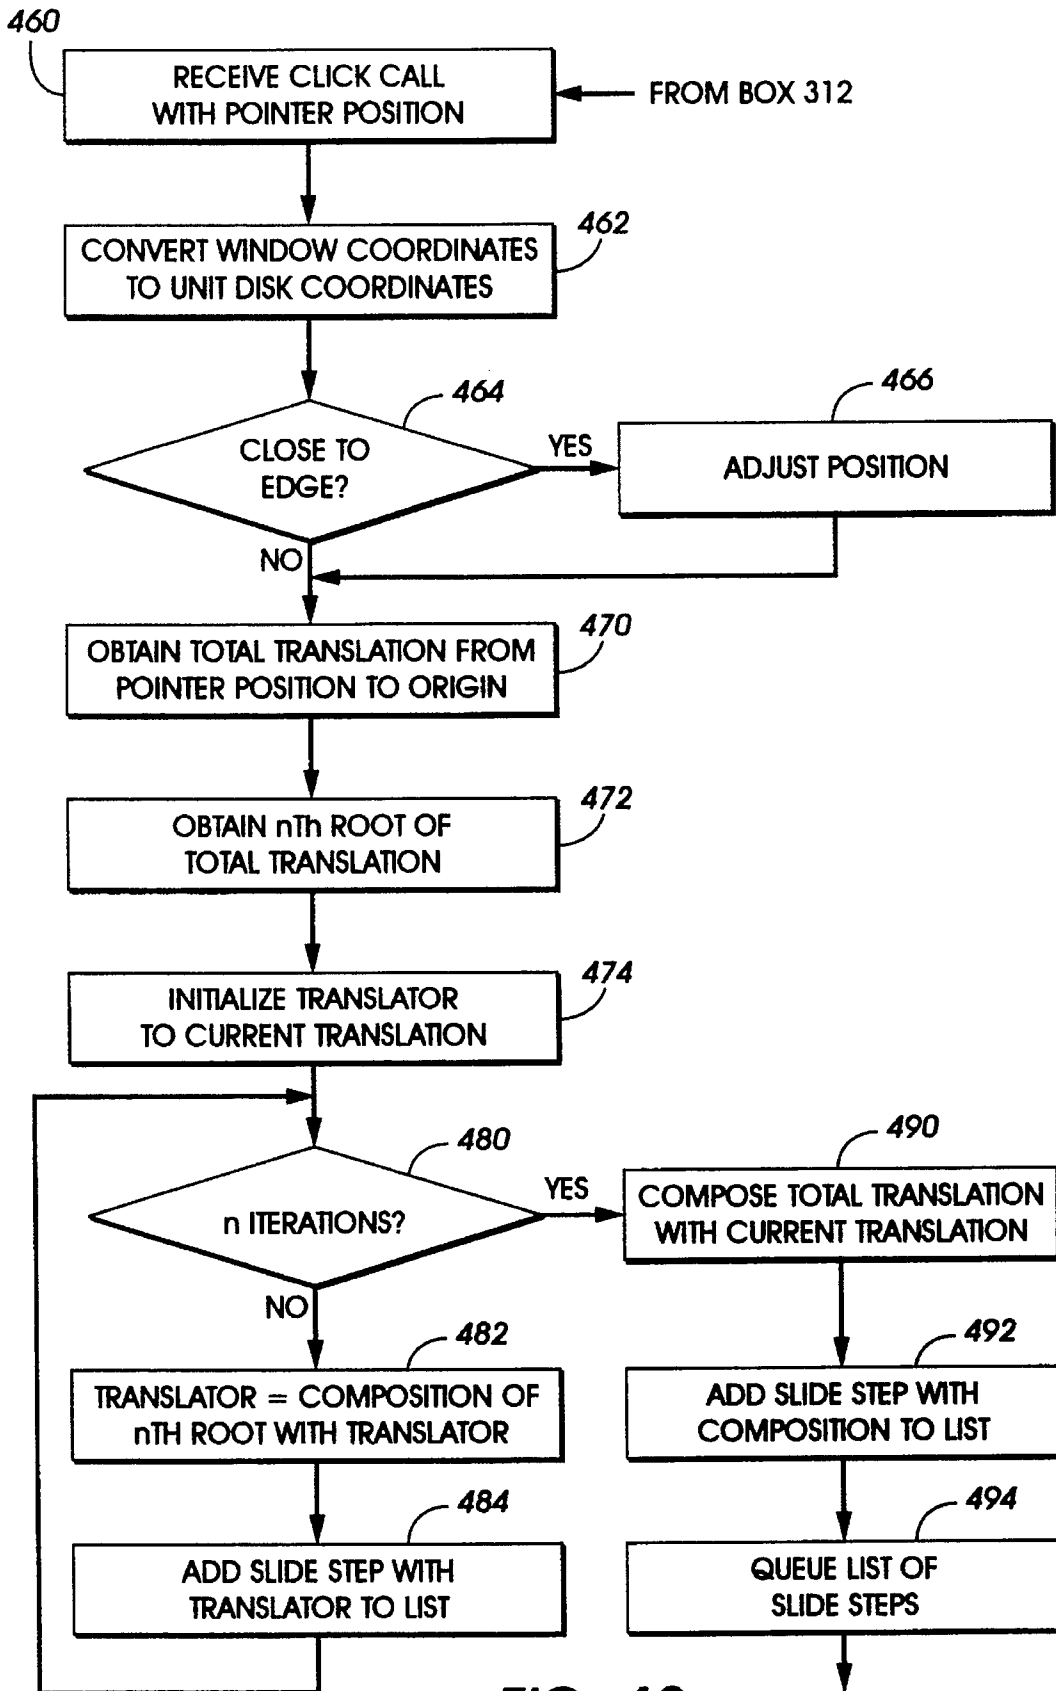 460
RECEIVE CLICK CALL
WITH POINTER POSITION
FROM BOX 312
462
CONVERT WINDOW COORDINATES
TO UNIT DISK COORDINATES
464
466
CLOSE TO
EDGE?
YES
ADJUST POSITION
NO
470
OBTAIN TOTAL TRANSLATION FROM
POINTER POSITION TO ORIGIN
472
OBTAIN nTh ROOT OF
TOTAL TRANSLATION
474
INITIALIZE TRANSLATOR
TO CURRENT TRANSLATION
480
490
n ITERATIONS?
YES
COMPOSE TOTAL TRANSLATION
WITH CURRENT TRANSLATION
NO
482
492
TRANSLATOR = COMPOSITION OF
nTH ROOT WITH TRANSLATOR
ADD SLIDE STEP WITH
COMPOSITION TO LIST
484
494
ADD SLIDE STEP WITH
TRANSLATOR TO LIST
QUEUE LIST OF
SLIDE STEPS